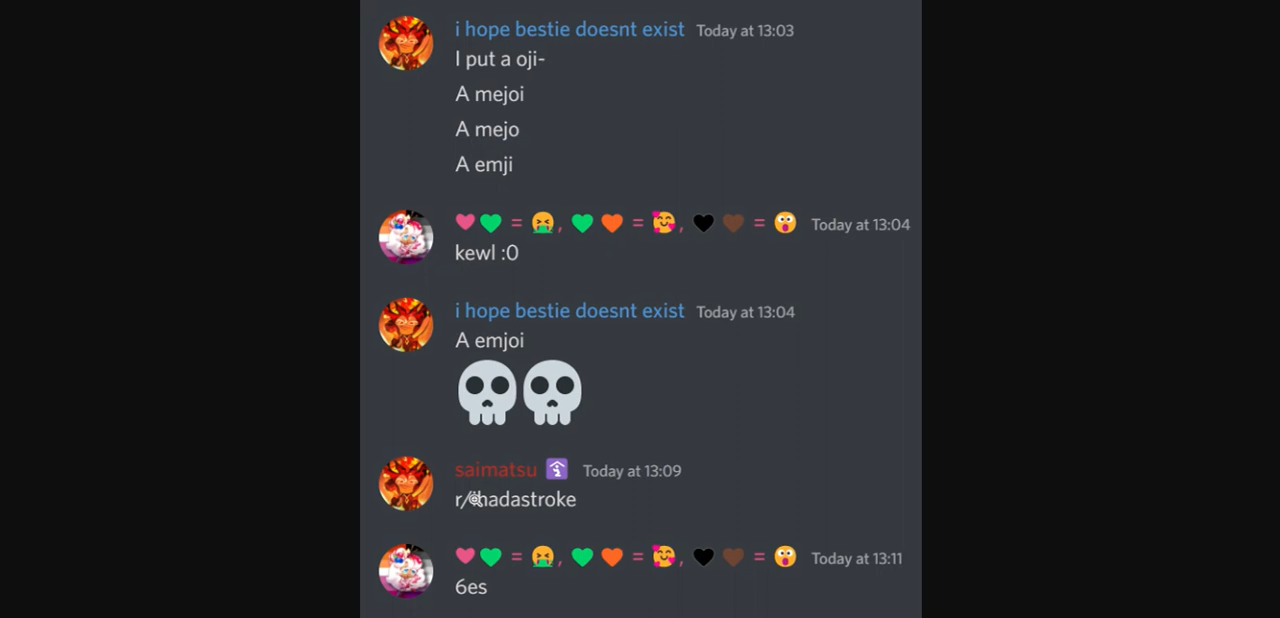 i hope bestie doesnt exist Today at 13:03
I put a oji-
A mejoi
A mejo
A emji
🩷💚 = 🤮, 💚🧡 = 🥰, 🖤🤎 = 😲 Today at 13:04
kewl :0
i hope bestie doesnt exist Today at 13:04
A emjoi
💀💀
saimatsu 🛐 Today at 13:09
r/ihadastroke
🩷💚 = 🤮, 💚🧡 = 🥰, 🖤🤎 = 😲 Today at 13:11
6es